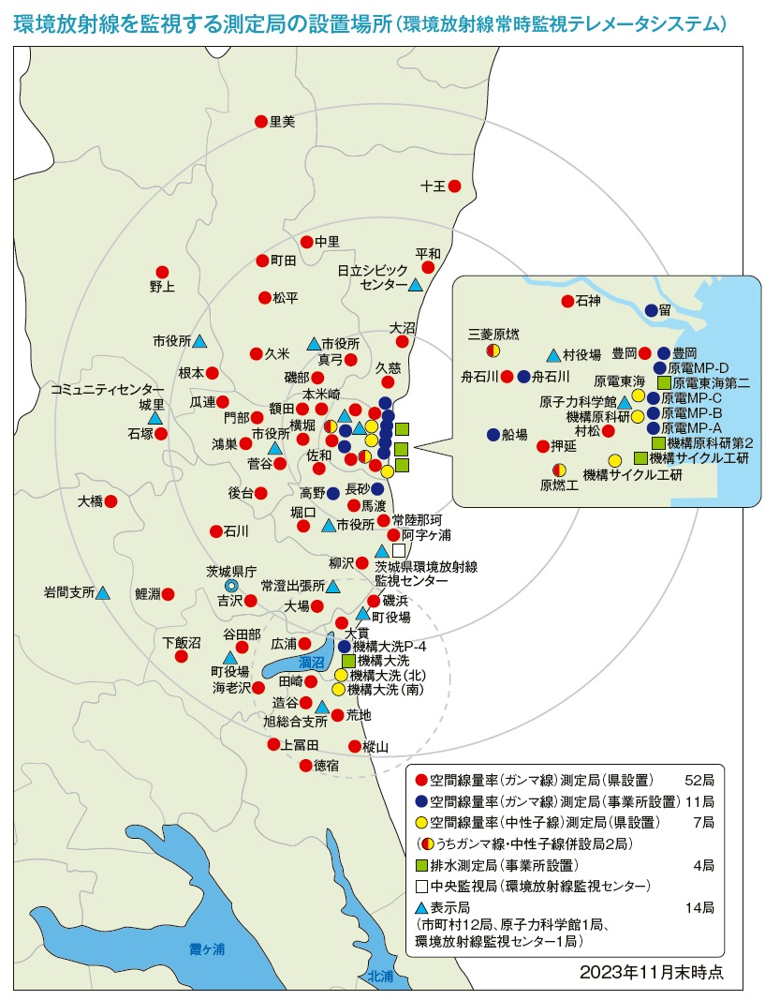 環境放射線を監視する測定局の設置場所（環境放射線常時監視テレメータシステム）
里美
十王
中里
町田
平和
日立シビック
センター
野上
松平
大沼
市役所
市役所
久米
真弓
根本
磯部
久慈
コミュニティセンター
城里
瓜連
本米崎
額田
門部
横堀
石塚
市役所
鴻巣
菅谷
佐和
後台
高野
長砂
大橋
馬渡
堀口
市役所
常陸那珂
石川
阿字ヶ浦
柳沢
茨城県環境放射線
監視センター
茨城県庁
常澄出張所
岩間支所
鯉淵
吉沢
大場
磯浜
町役場
大貫
谷田部
広浦
機構大洗P-4
下飯沼
機構大洗
町役場
涸沼
機構大洗（北）
海老沢
田崎
機構大洗（南）
造谷
旭総合支所
荒地
上冨田
樅山
徳宿
霞ヶ浦
北浦
石神
留
三菱原燃
村役場
豊岡
豊岡
原電MP-D
舟石川
舟石川
原電東海
原電東海第二
原子力科学館
原電MP-C
機構原科研
原電MP-B
船場
村松
原電MP-A
押延
機構原科研第2
機構サイクル工研
原燃工
機構サイクル工研
空間線量率（ガンマ線）測定局（県設置） 52局
空間線量率（ガンマ線）測定局（事業所設置） 11局
空間線量率（中性子線）測定局（県設置） 7局
（うちガンマ線・中性子線併設局2局）
排水測定局（事業所設置） 4局
中央監視局（環境放射線監視センター）
表示局 14局
（市町村12局、原子力科学館1局、
環境放射線監視センター1局）
2023年11月末時点